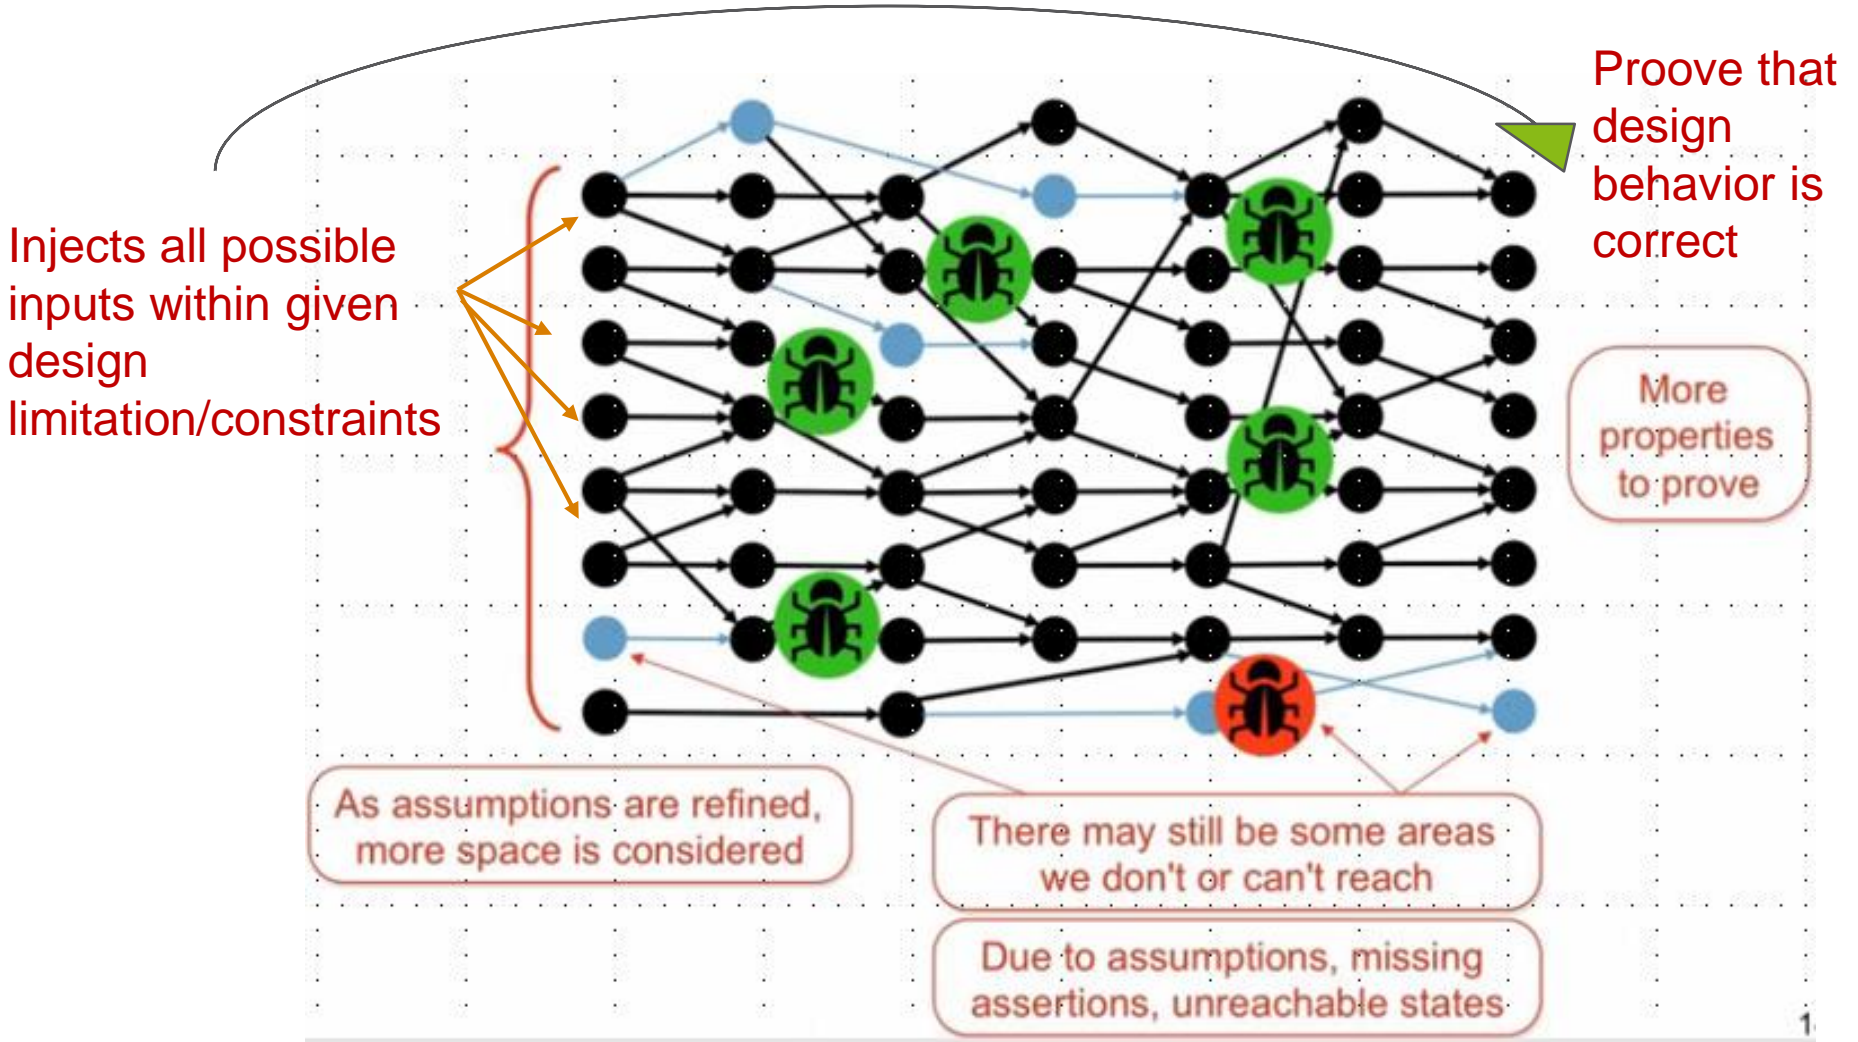 Proove that
design
behavior is
correct
Injects all possible
inputs within given
design
limitation/constraints
More
properties
to prove
As assumptions are refined,
more space is considered
There may still be some areas
we don't or can't reach
Due to assumptions, missing
assertions, unreachable states